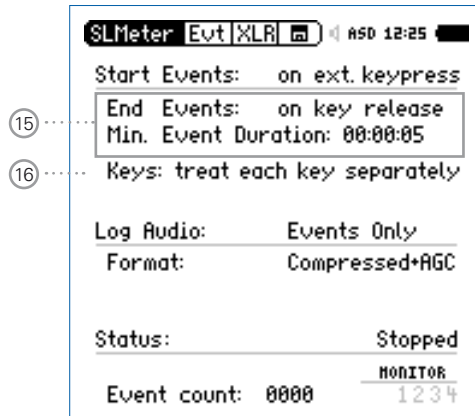 SLMeter Evt XLR ASD 12:25
Start Events: on ext. keypress
15 End Events: on key release
Min. Event Duration: 00:00:05
16 Keys: treat each key separately
Log Audio: Events Only
Format: Compressed+AGC
Status: Stopped
MONITOR
Event count: 0000 1234